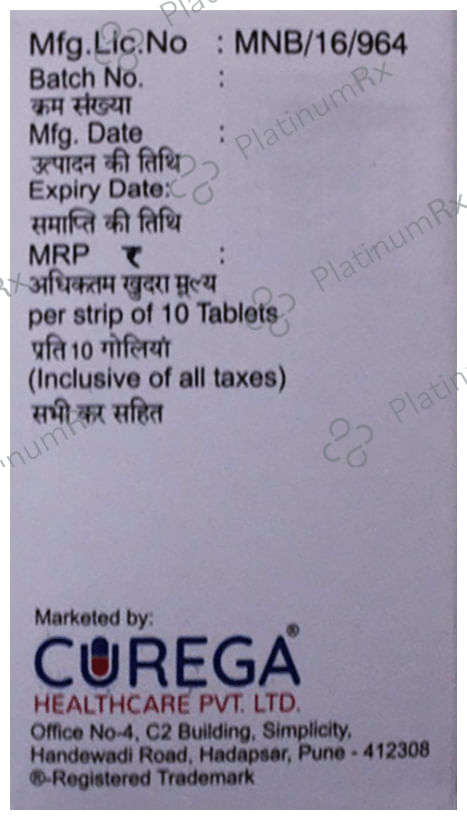 Mfg.Lic.No : MNB/16/964
Batch No. :
क्रम संख्या
Mfg. Date :
उत्पादन की तिथि
Expiry Date:
समाप्ति की तिथि
MRP ₹ :
अधिकतम खुदरा मूल्य
per strip of 10 Tablets
प्रति 10 गोलियां
(Inclusive of all taxes)
सभी कर सहित
PlatinumRx
PlatinumRx
Marketed by:
CUREGA®
HEALTHCARE PVT. LTD.
Office No-4, C2 Building, Simplicity,
Handewadi Road, Hadapsar, Pune - 412308
®-Registered Trademark